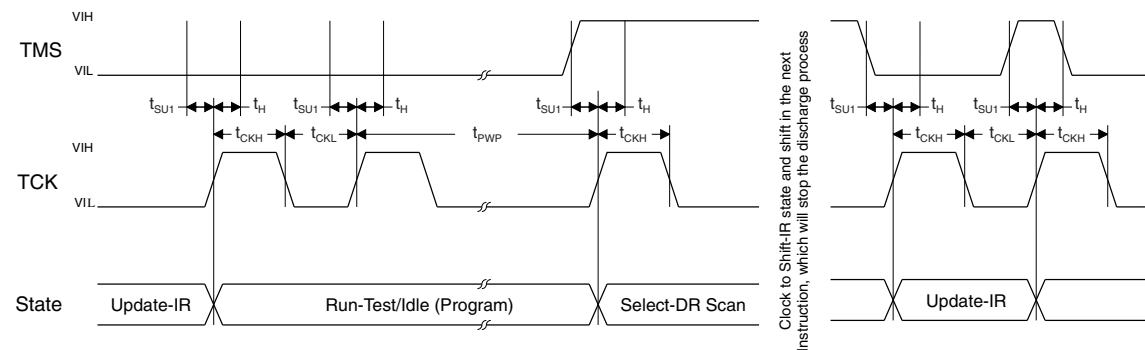 VIH
TMS
VIL
tSU1 tH tSU1 tH tSU1 tH tSU1 tH tSU1 tH
tCKH tCKL tPWP tCKH tCKH tCKL tCKH
VIH
TCK
VIL
State Update-IR Run-Test/Idle (Program) Select-DR Scan Update-IR
Clock to Shift-IR state and shift in the next
Instruction, which will stop the discharge process